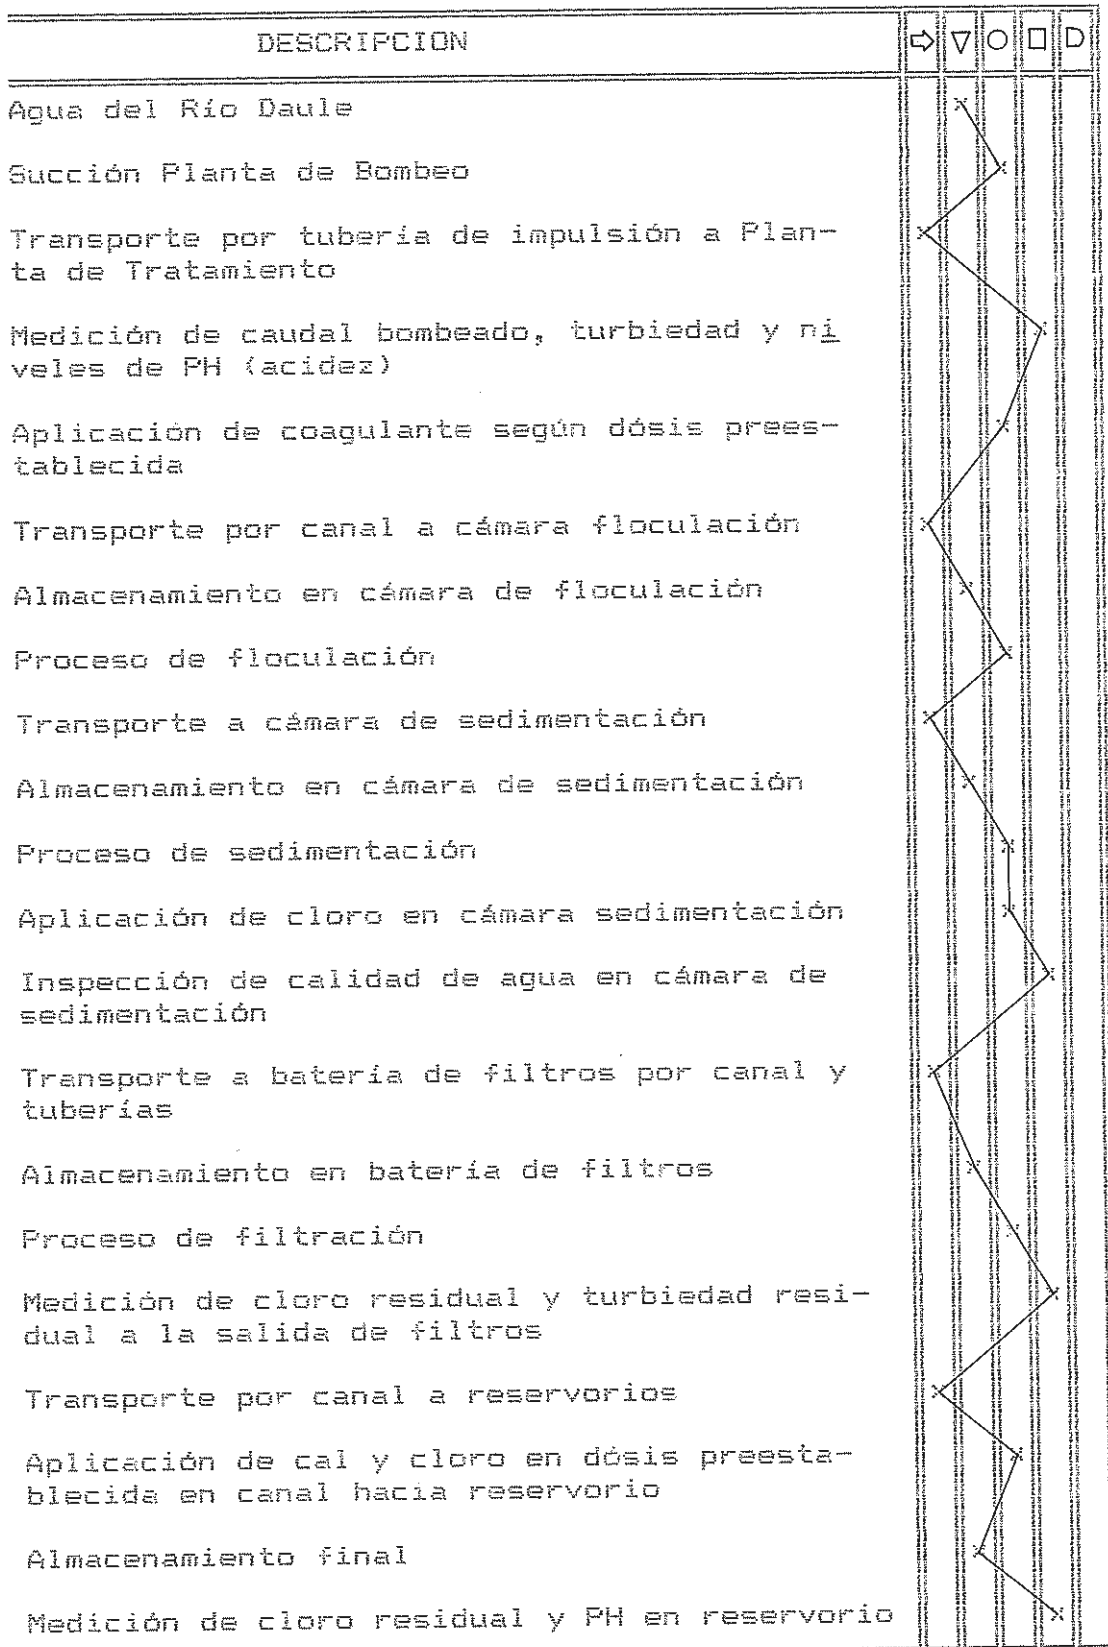 DESCRIPCION
Agua del Río Daule
Succión Planta de Bombeo
Transporte por tubería de impulsión a Plan-
ta de Tratamiento
Medición de caudal bombeado, turbiedad y ni
veles de PH (acidez)
Aplicación de coagulante según dósis prees-
tablecida
Transporte por canal a cámara floculación
Almacenamiento en cámara de floculación
Proceso de floculación
Transporte a cámara de sedimentación
Almacenamiento en cámara de sedimentación
Proceso de sedimentación
Aplicación de cloro en cámara sedimentación
Inspección de calidad de agua en cámara de
sedimentación
Transporte a batería de filtros por canal y
tuberías
Almacenamiento en batería de filtros
Proceso de filtración
Medición de cloro residual y turbiedad resi-
dual a la salida de filtros
Transporte por canal a reservorios
Aplicación de cal y cloro en dósis preesta-
blecida en canal hacia reservorio
Almacenamiento final
Medición de cloro residual y PH en reservorio